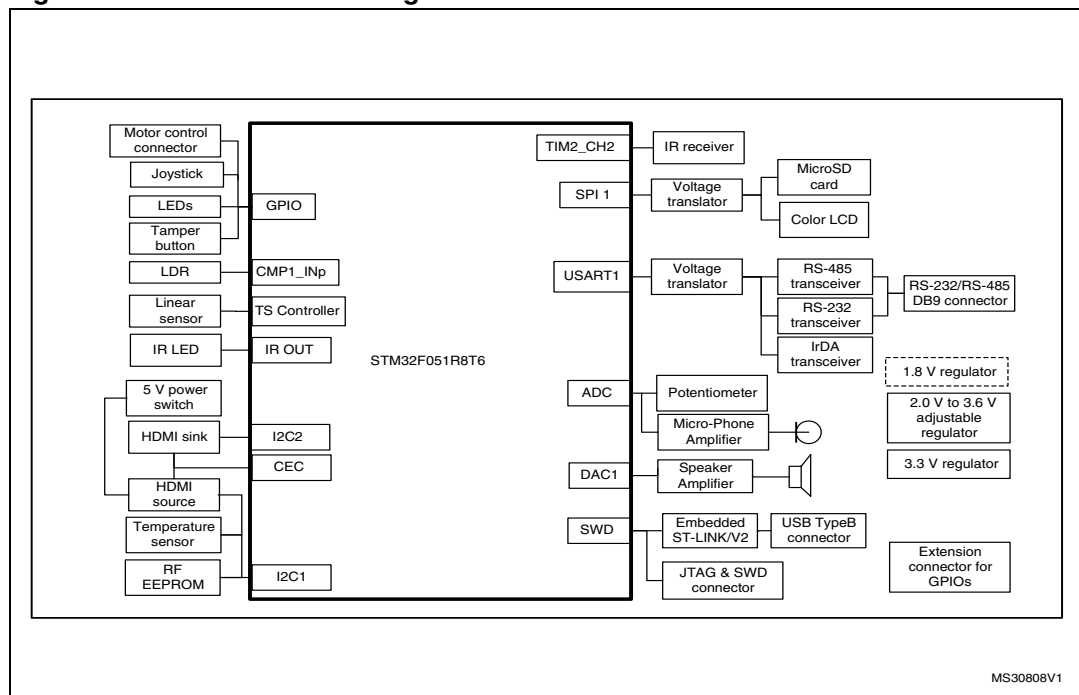 Motor control
connector
Joystick
LEDs
Tamper
button
LDR
Linear
sensor
IR LED
5 V power
switch
HDMI sink
HDMI
source
Temperature
sensor
RF
EEPROM
GPIO
CMP1_INp
TS Controller
IR OUT
I2C2
CEC
I2C1
STM32F051R8T6
TIM2_CH2
SPI 1
USART1
ADC
DAC1
SWD
IR receiver
Voltage
translator
MicroSD
card
Color LCD
Voltage
translator
RS-485
transceiver
RS-232
transceiver
IrDA
transceiver
RS-232/RS-485
DB9 connector
Potentiometer
Micro-Phone
Amplifier
Speaker
Amplifier
Embedded
ST-LINK/V2
USB TypeB
connector
JTAG & SWD
connector
1.8 V regulator
2.0 V to 3.6 V
adjustable
regulator
3.3 V regulator
Extension
connector for
GPIOs
MS30808V1